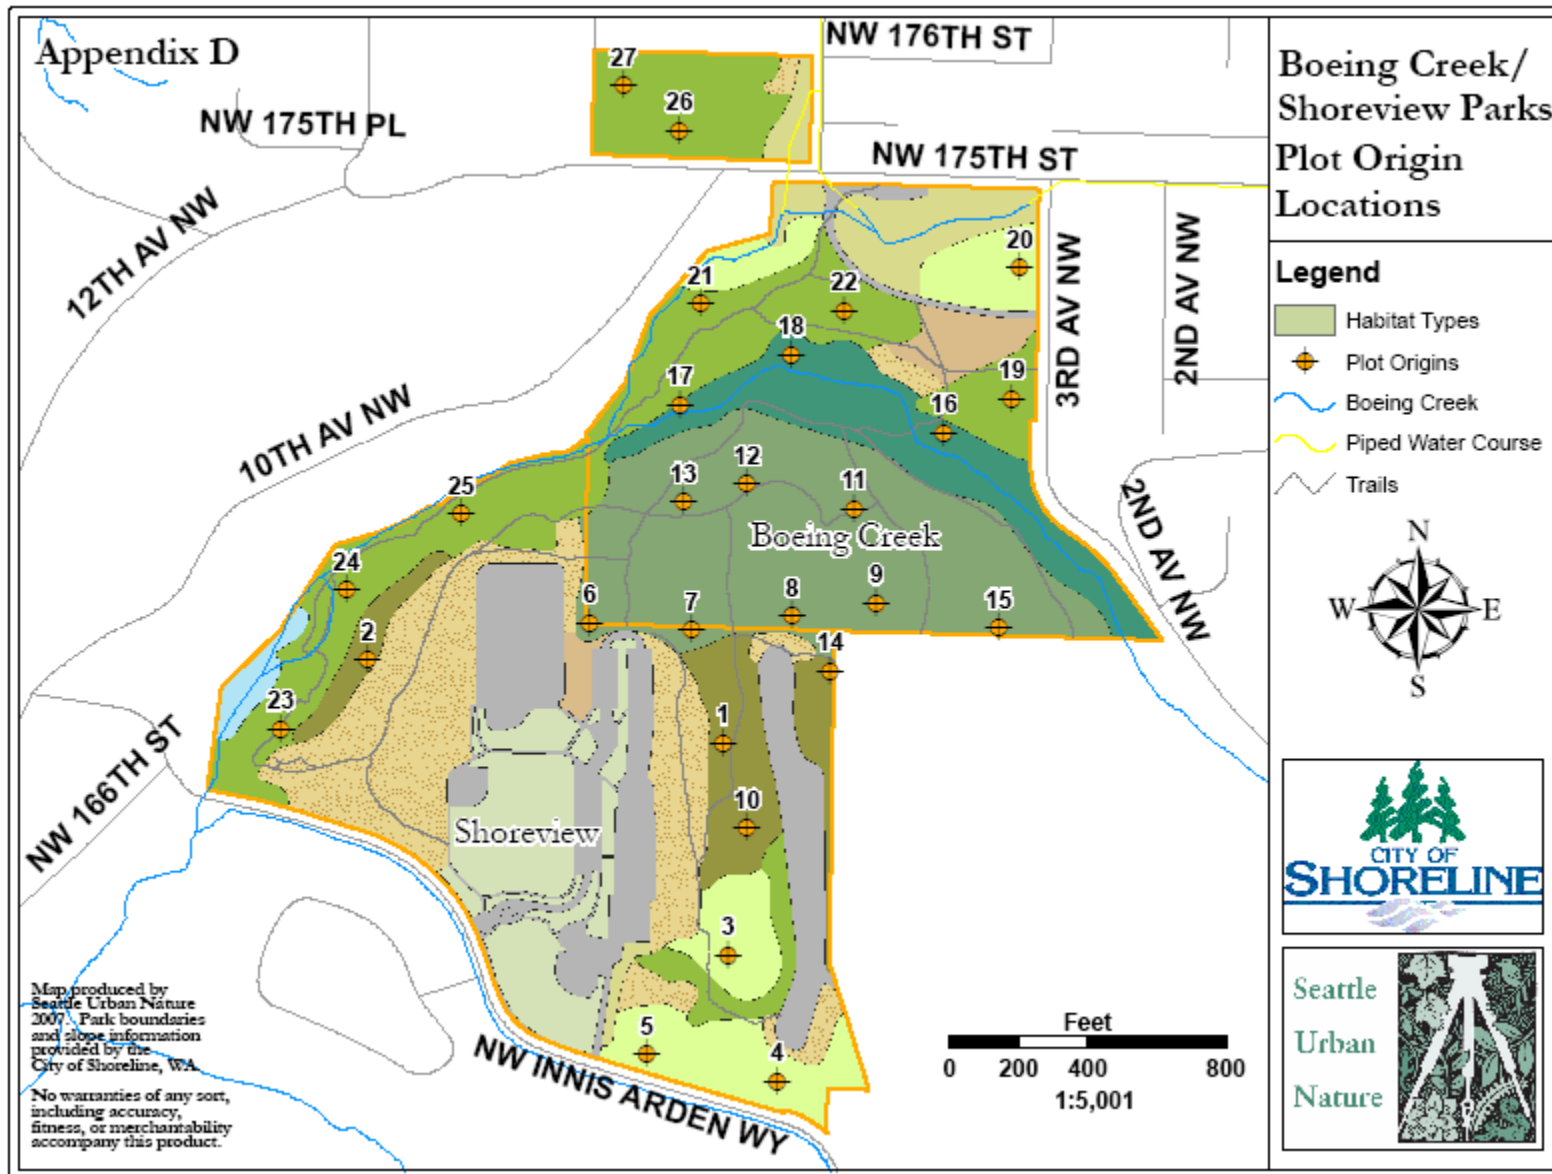 Appendix D
NW 176TH ST
NW 175TH PL
NW 175TH ST
12TH AV NW
10TH AV NW
3RD AV NW
2ND AV NW
2ND AV NW
NW 166TH ST
NW INNIS ARDEN WY
27
26
20
21
22
18
19
17
16
25
13
12
11
Boeing Creek
24
6
7
8
9
15
2
14
23
1
10
Shoreview
3
5
4
Map produced by
Seattle Urban Nature
2007. Park boundaries
and slope information
provided by the
City of Shoreline, WA.
No warranties of any sort,
including accuracy,
fitness, or merchantability
accompany this product.
Feet
0 200 400 800
1:5,001
Boeing Creek/
Shoreview Parks
Plot Origin
Locations
Legend
Habitat Types
Plot Origins
Boeing Creek
Piped Water Course
Trails
N
W E
S
CITY OF
SHORELINE
Seattle
Urban
Nature